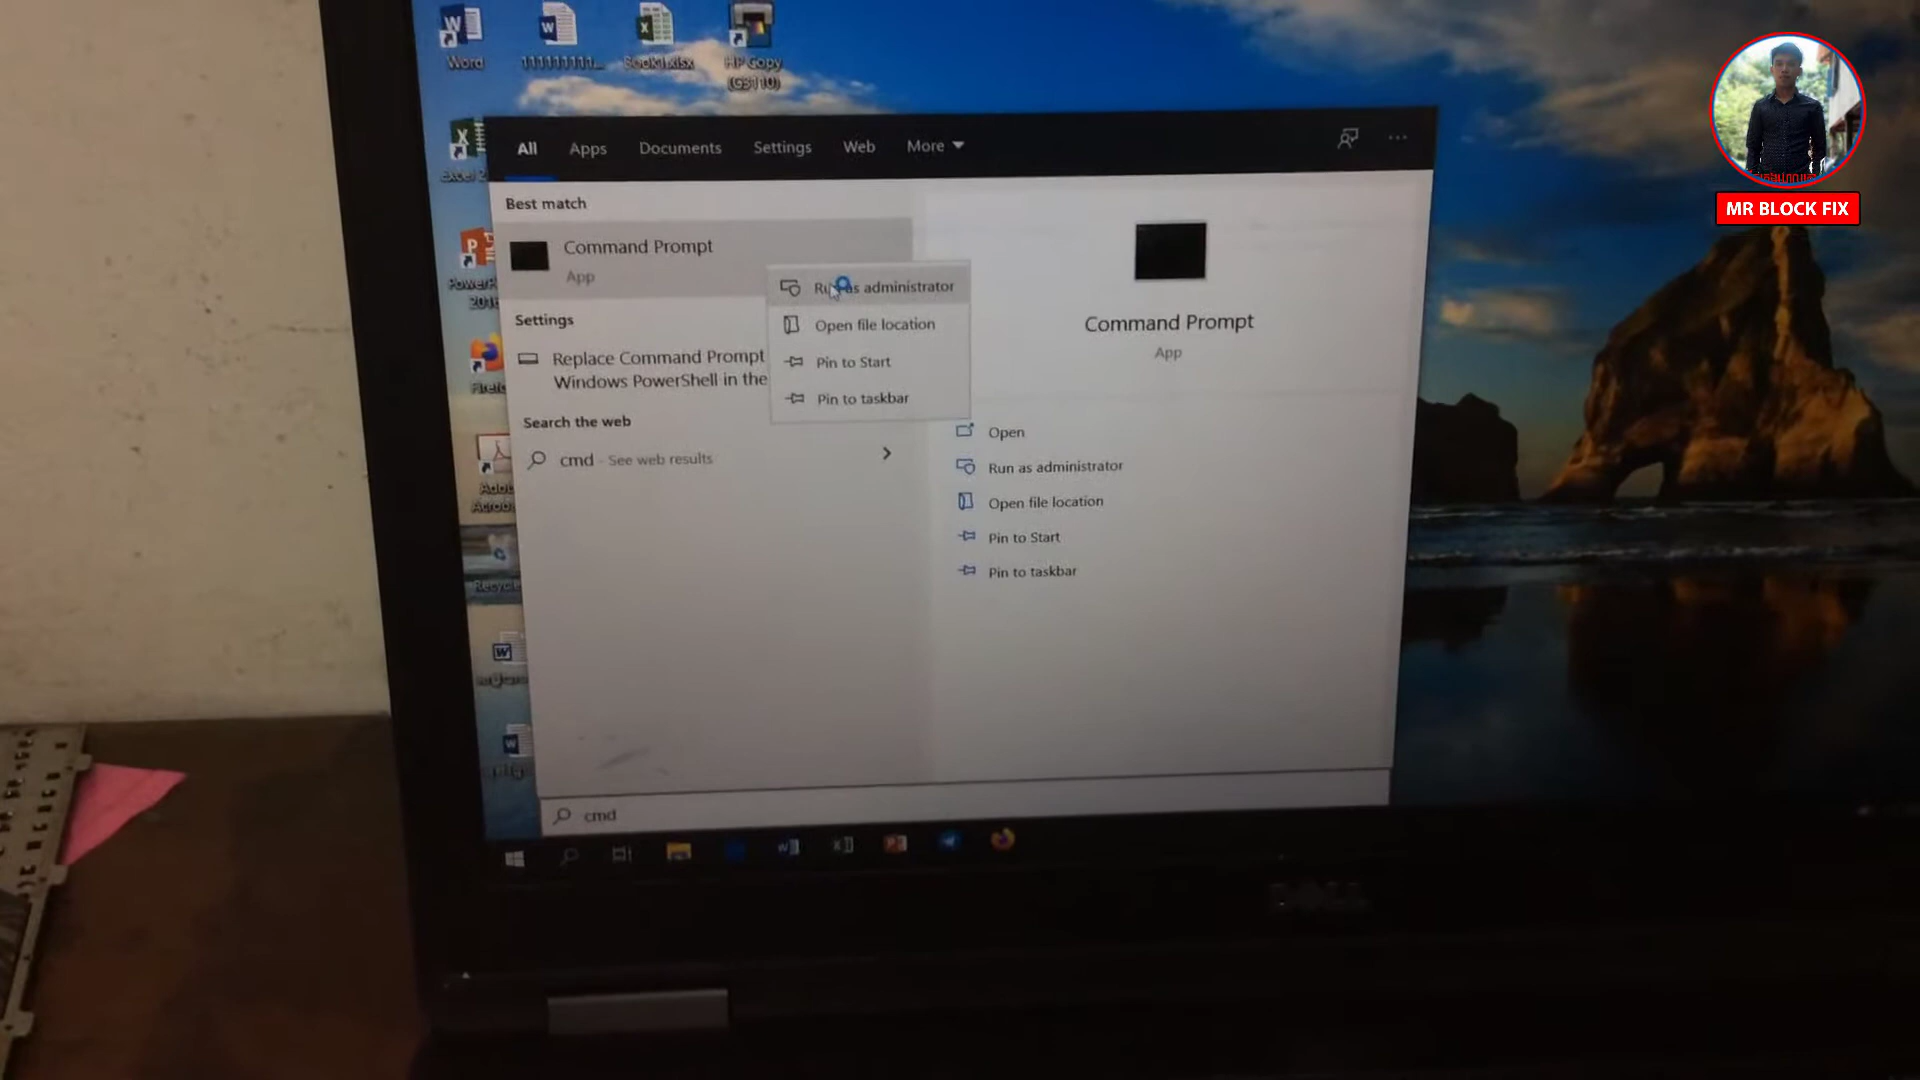 Word
111111111...
Book1.xlsx
HP Copy
(G3110)
MR BLOCK FIX
All
Apps
Documents
Settings
Web
More
Best match
Command Prompt
App
Run as administrator
Open file location
Pin to Start
Pin to taskbar
Settings
Replace Command Prompt
Windows PowerShell in the
Search the web
cmd - See web results
Command Prompt
App
Open
Run as administrator
Open file location
Pin to Start
Pin to taskbar
cmd
DELL